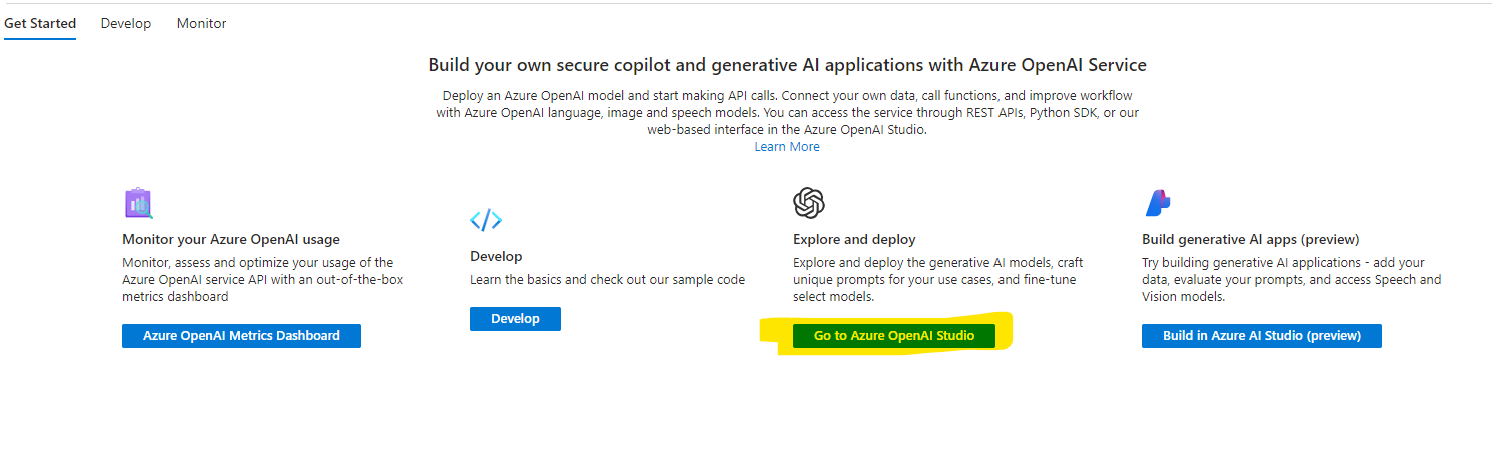 Get Started Develop Monitor
Build your own secure copilot and generative AI applications with Azure OpenAI Service
Deploy an Azure OpenAI model and start making API calls. Connect your own data, call functions, and improve workflow
with Azure OpenAI language, image and speech models. You can access the service through REST APIs, Python SDK, or our
web-based interface in the Azure OpenAI Studio.
Learn More
Monitor your Azure OpenAI usage
Monitor, assess and optimize your usage of the
Azure OpenAI service API with an out-of-the-box
metrics dashboard
Azure OpenAI Metrics Dashboard
Develop
Learn the basics and check out our sample code
Develop
Explore and deploy
Explore and deploy the generative AI models, craft
unique prompts for your use cases, and fine-tune
select models.
Go to Azure OpenAI Studio
Build generative AI apps (preview)
Try building generative AI applications - add your
data, evaluate your prompts, and access Speech and
Vision models.
Build in Azure AI Studio (preview)